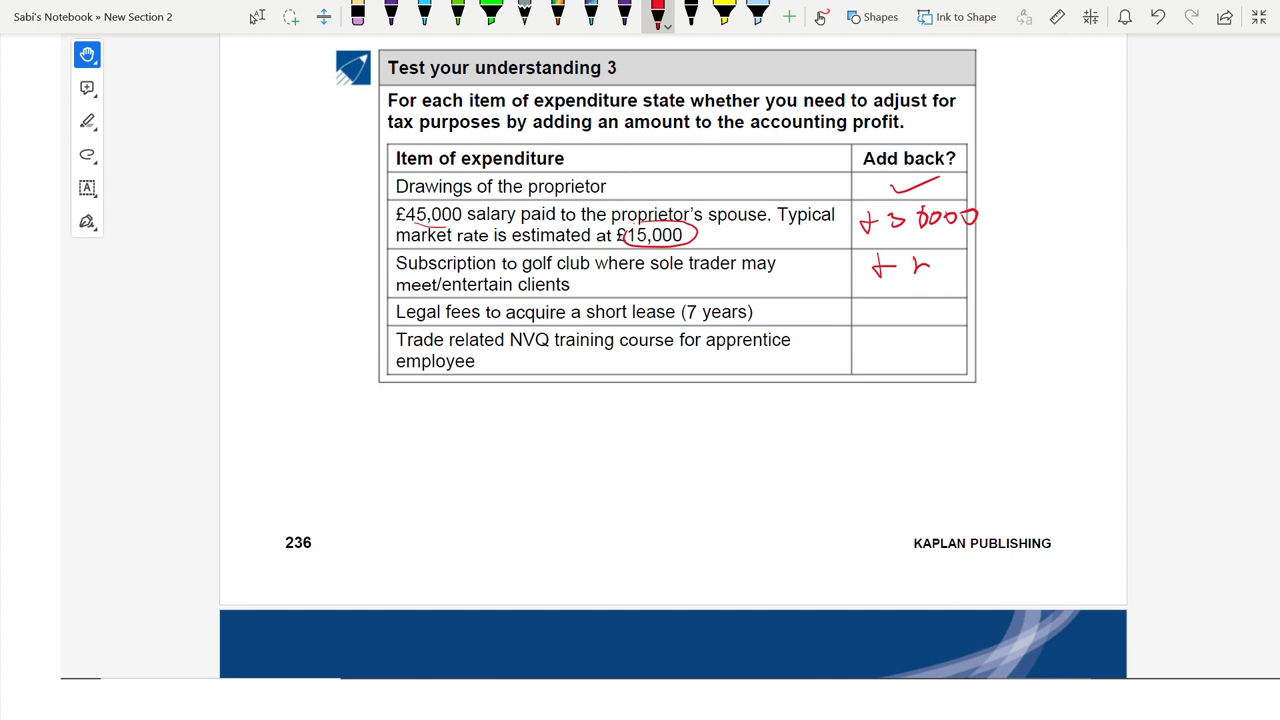 Sabi's Notebook » New Section 2
Shapes
Ink to Shape
Test your understanding 3
For each item of expenditure state whether you need to adjust for
tax purposes by adding an amount to the accounting profit.
Item of expenditure
Add back?
Drawings of the proprietor
£45,000 salary paid to the proprietor's spouse. Typical
market rate is estimated at £15,000
+30000
Subscription to golf club where sole trader may
meet/entertain clients
+
Legal fees to acquire a short lease (7 years)
Trade related NVQ training course for apprentice
employee
236
KAPLAN PUBLISHING